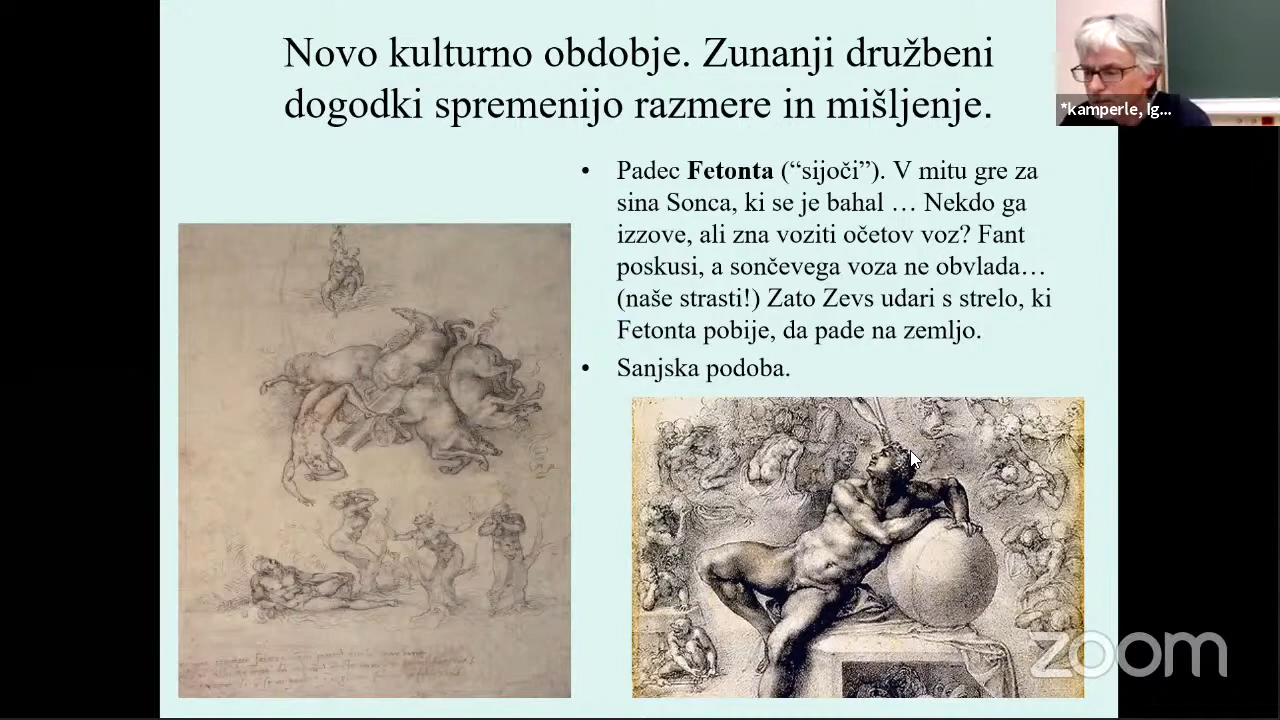 Novo kulturno obdobje. Zunanji družbeni
dogodki spremenijo razmere in mišljenje.
*kamperle, Ig...
• Padec Fetonta (“sijoči”). V mitu gre za
sina Sonca, ki se je bahal … Nekdo ga
izzove, ali zna voziti očetov voz? Fant
poskusi, a sončevega voza ne obvlada…
(naše strasti!) Zato Zevs udari s strelo, ki
Fetonta pobije, da pade na zemljo.
• Sanjska podoba.
zoom